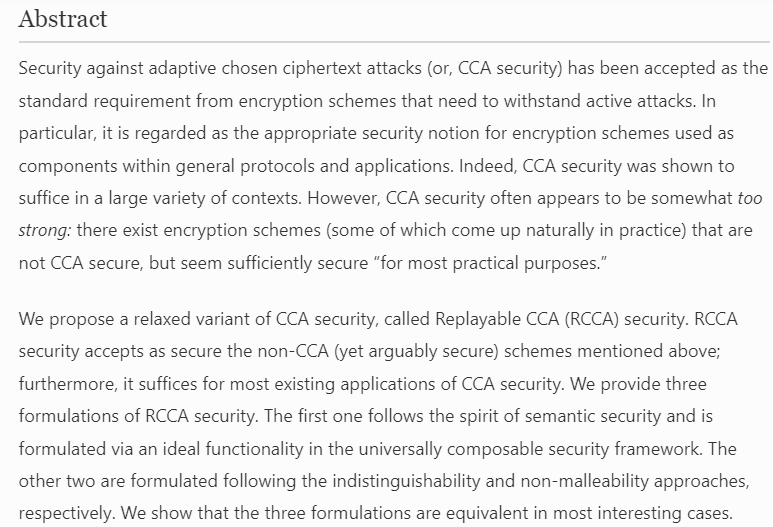 Abstract
Security against adaptive chosen ciphertext attacks (or, CCA security) has been accepted as the
standard requirement from encryption schemes that need to withstand active attacks. In
particular, it is regarded as the appropriate security notion for encryption schemes used as
components within general protocols and applications. Indeed, CCA security was shown to
suffice in a large variety of contexts. However, CCA security often appears to be somewhat too
strong: there exist encryption schemes (some of which come up naturally in practice) that are
not CCA secure, but seem sufficiently secure “for most practical purposes.”
We propose a relaxed variant of CCA security, called Replayable CCA (RCCA) security. RCCA
security accepts as secure the non-CCA (yet arguably secure) schemes mentioned above;
furthermore, it suffices for most existing applications of CCA security. We provide three
formulations of RCCA security. The first one follows the spirit of semantic security and is
formulated via an ideal functionality in the universally composable security framework. The
other two are formulated following the indistinguishability and non-malleability approaches,
respectively. We show that the three formulations are equivalent in most interesting cases.